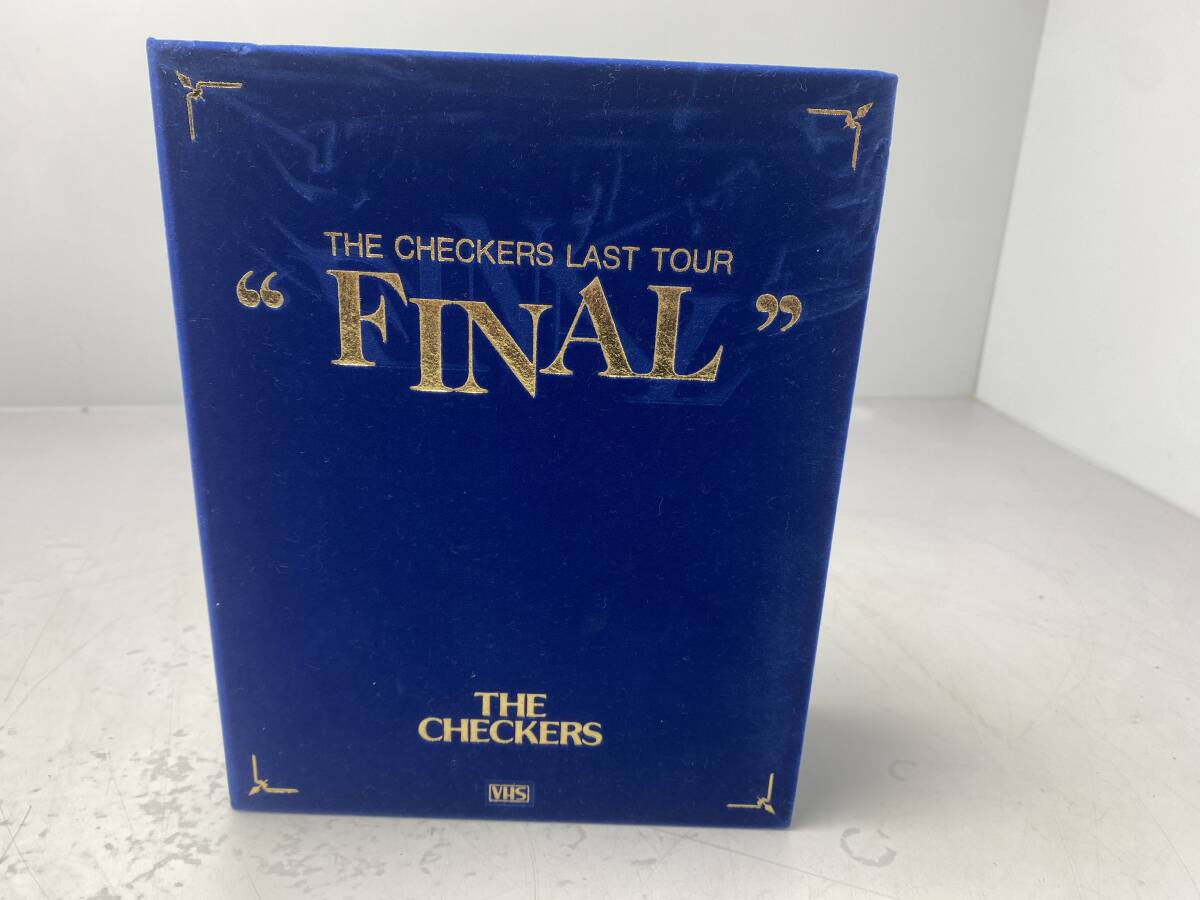 THE CHECKERS LAST TOUR
“FINAL”
THE
CHECKERS
VHS